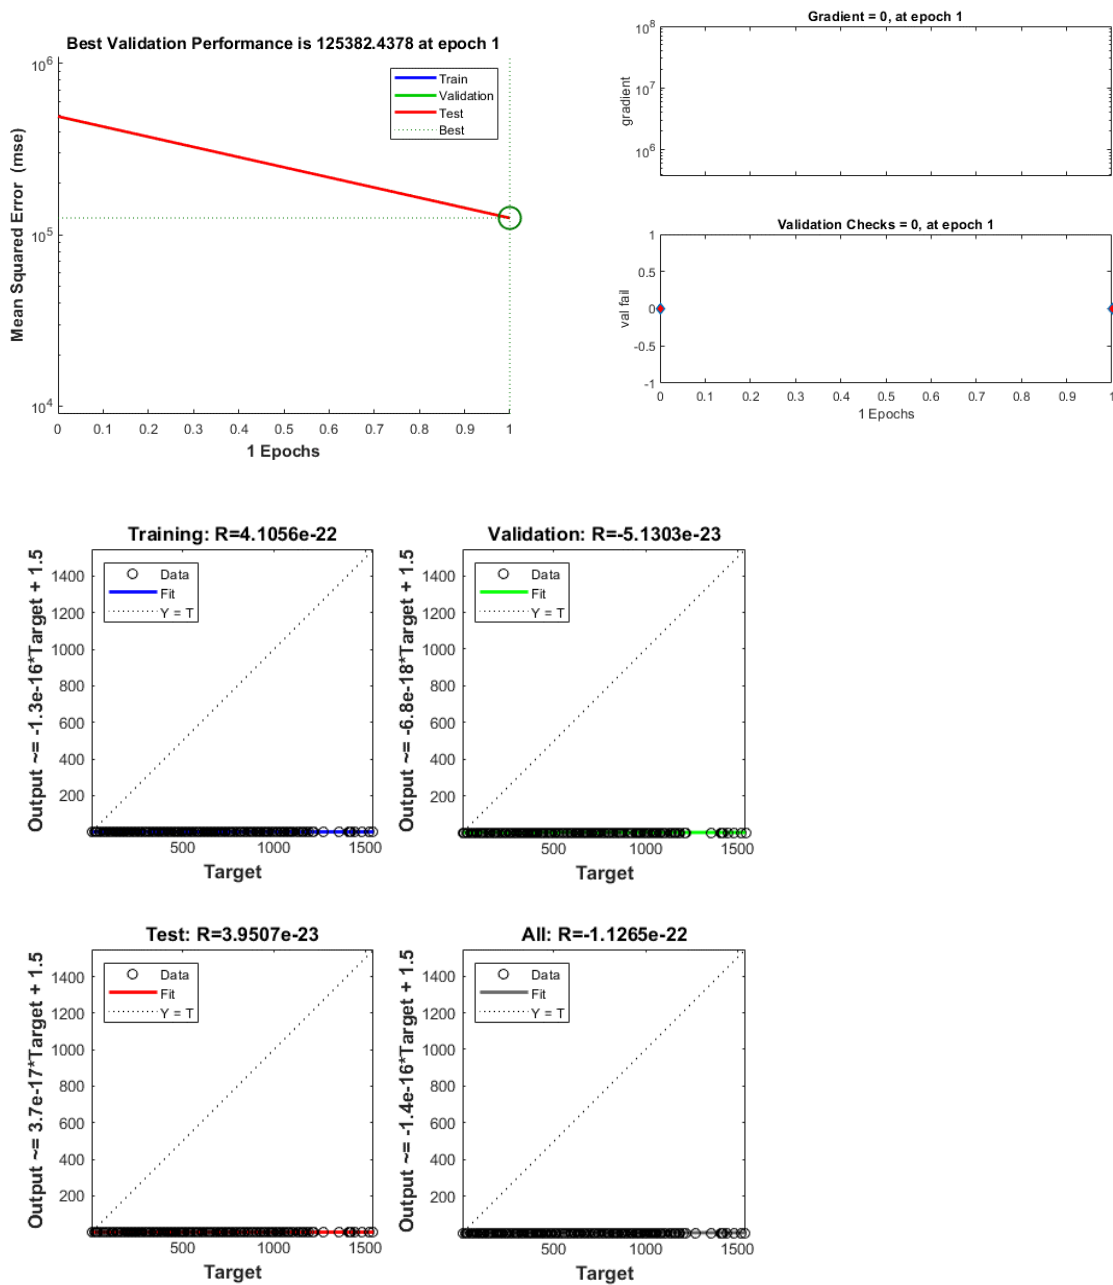 Best Validation Performance is 125382.4378 at epoch 1
Mean Squared Error (mse)
10^6
10^5
10^4
Train
Validation
Test
Best
0 0.1 0.2 0.3 0.4 0.5 0.6 0.7 0.8 0.9 1
1 Epochs
Gradient = 0, at epoch 1
gradient
10^8
10^7
10^6
Validation Checks = 0, at epoch 1
val fail
1
0.5
0
-0.5
-1
0 0.1 0.2 0.3 0.4 0.5 0.6 0.7 0.8 0.9 1
1 Epochs
Training: R=4.1056e-22
Output ~= -1.3e-16*Target + 1.5
1400
1200
1000
800
600
400
200
Data
Fit
Y = T
500 1000 1500
Target
Validation: R=-5.1303e-23
Output ~= -6.8e-18*Target + 1.5
1400
1200
1000
800
600
400
200
Data
Fit
Y = T
500 1000 1500
Target
Test: R=3.9507e-23
Output ~= 3.7e-17*Target + 1.5
1400
1200
1000
800
600
400
200
Data
Fit
Y = T
500 1000 1500
Target
All: R=-1.1265e-22
Output ~= -1.4e-16*Target + 1.5
1400
1200
1000
800
600
400
200
Data
Fit
Y = T
500 1000 1500
Target